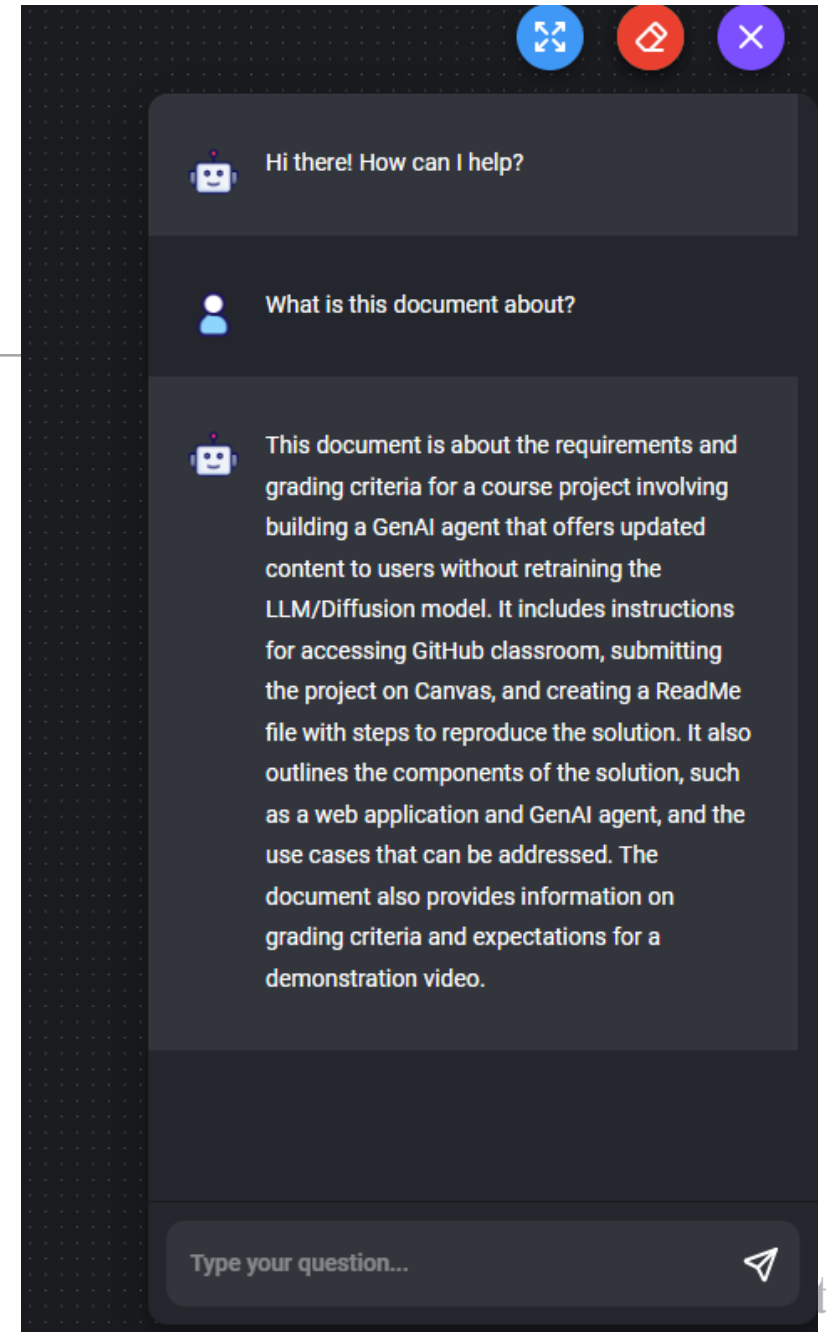 Hi there! How can I help?
What is this document about?
This document is about the requirements and
grading criteria for a course project involving
building a GenAI agent that offers updated
content to users without retraining the
LLM/Diffusion model. It includes instructions
for accessing GitHub classroom, submitting
the project on Canvas, and creating a ReadMe
file with steps to reproduce the solution. It also
outlines the components of the solution, such
as a web application and GenAI agent, and the
use cases that can be addressed. The
document also provides information on
grading criteria and expectations for a
demonstration video.
Type your question...